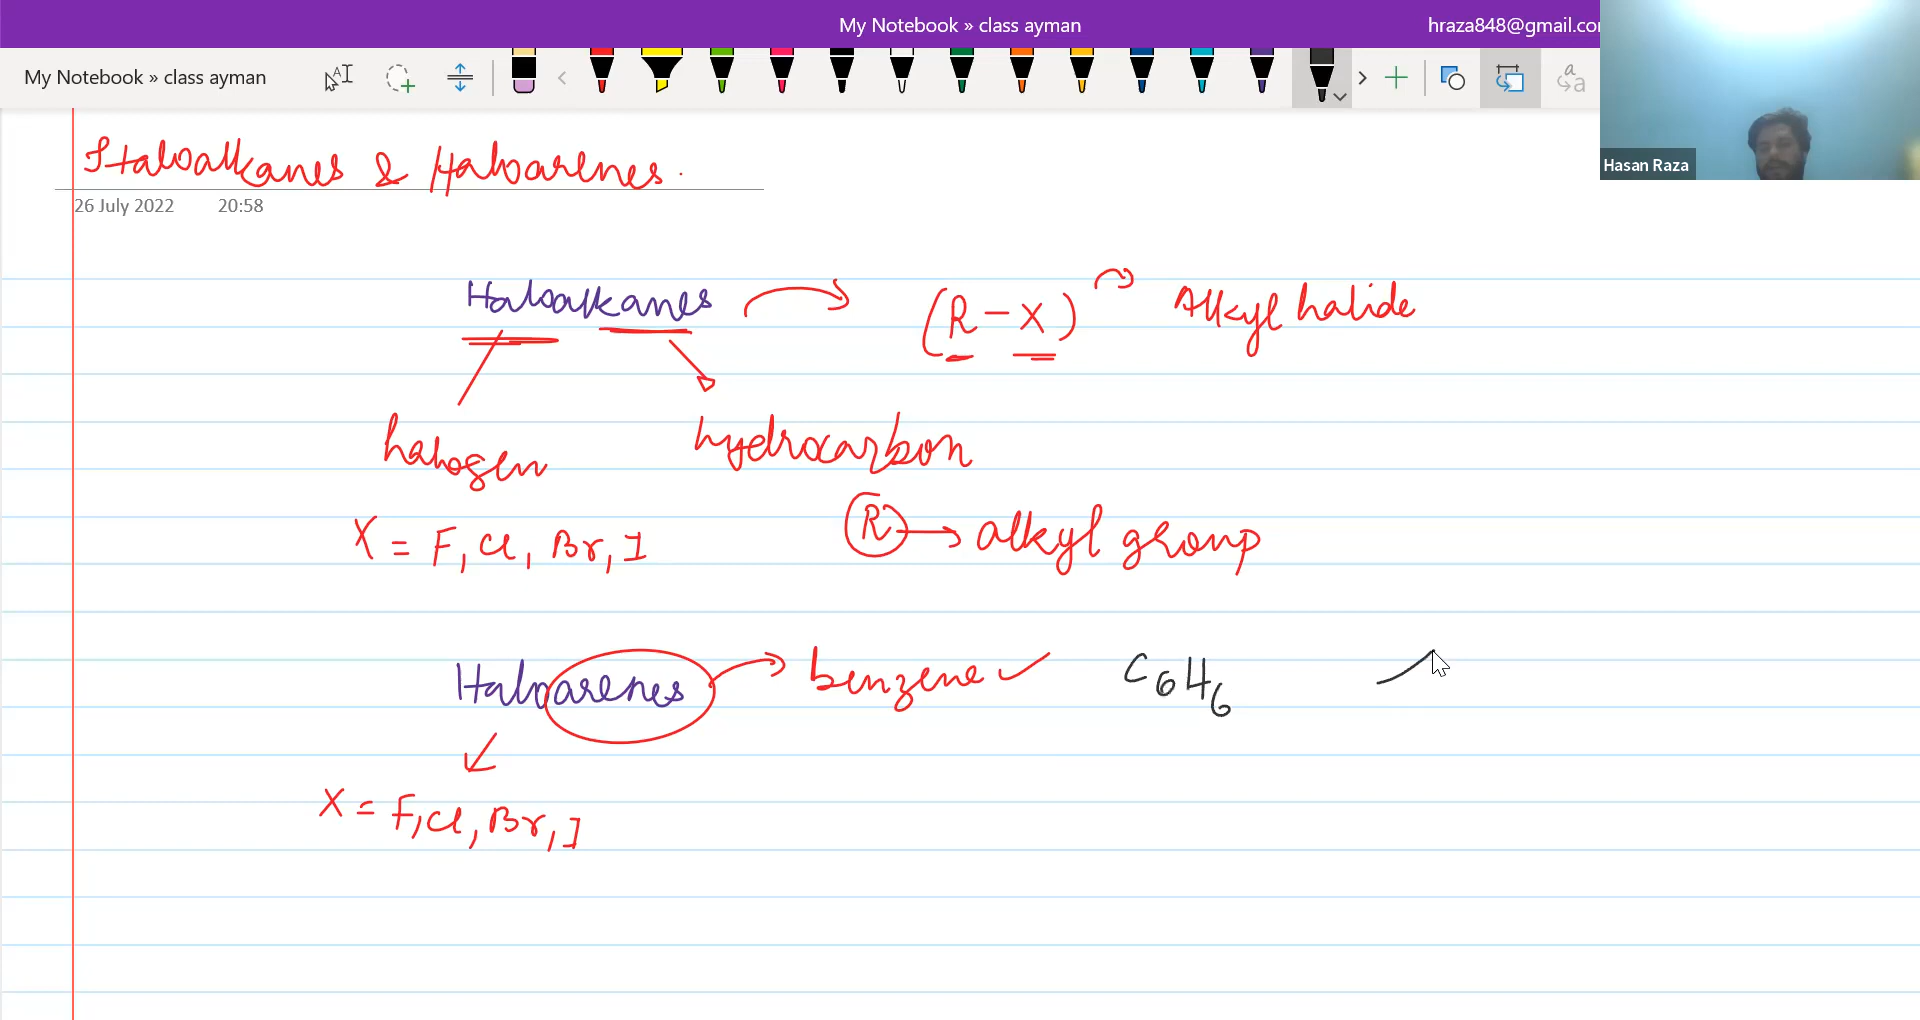 My Notebook » class ayman
hraza848@gmail.co
My Notebook » class ayman
Hasan Raza
Haloalkanes & Haloarenes.
26 July 2022 20:58
Haloalkanes (R-X) Alkyl halide
halogen hydrocarbon
X = F, Cl, Br, I R → alkyl group
Haloarenes → benzene ✓ C6H6
X = F, Cl, Br, I